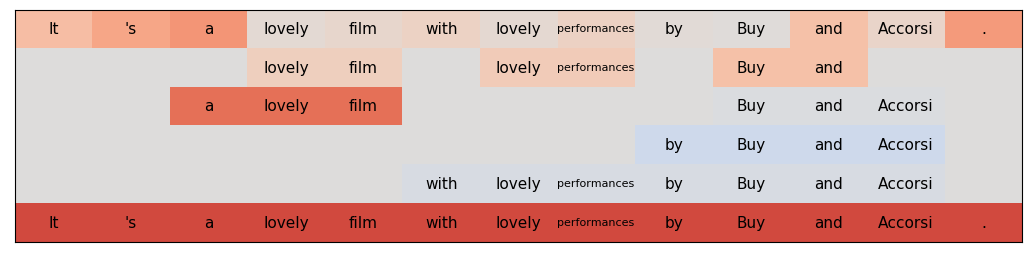 It 's a lovely film with lovely performances by Buy and Accorsi .
lovely film lovely performances Buy and
a lovely film Buy and Accorsi
by Buy and Accorsi
with lovely performances by Buy and Accorsi
It 's a lovely film with lovely performances by Buy and Accorsi .